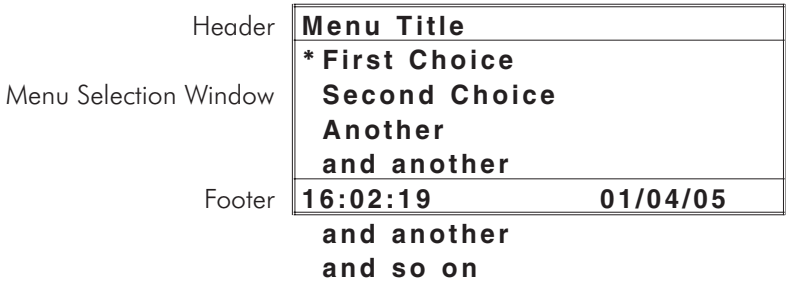 Header Menu Title
* First Choice
Menu Selection Window Second Choice
Another
and another
Footer 16:02:19 01/04/05
and another
and so on